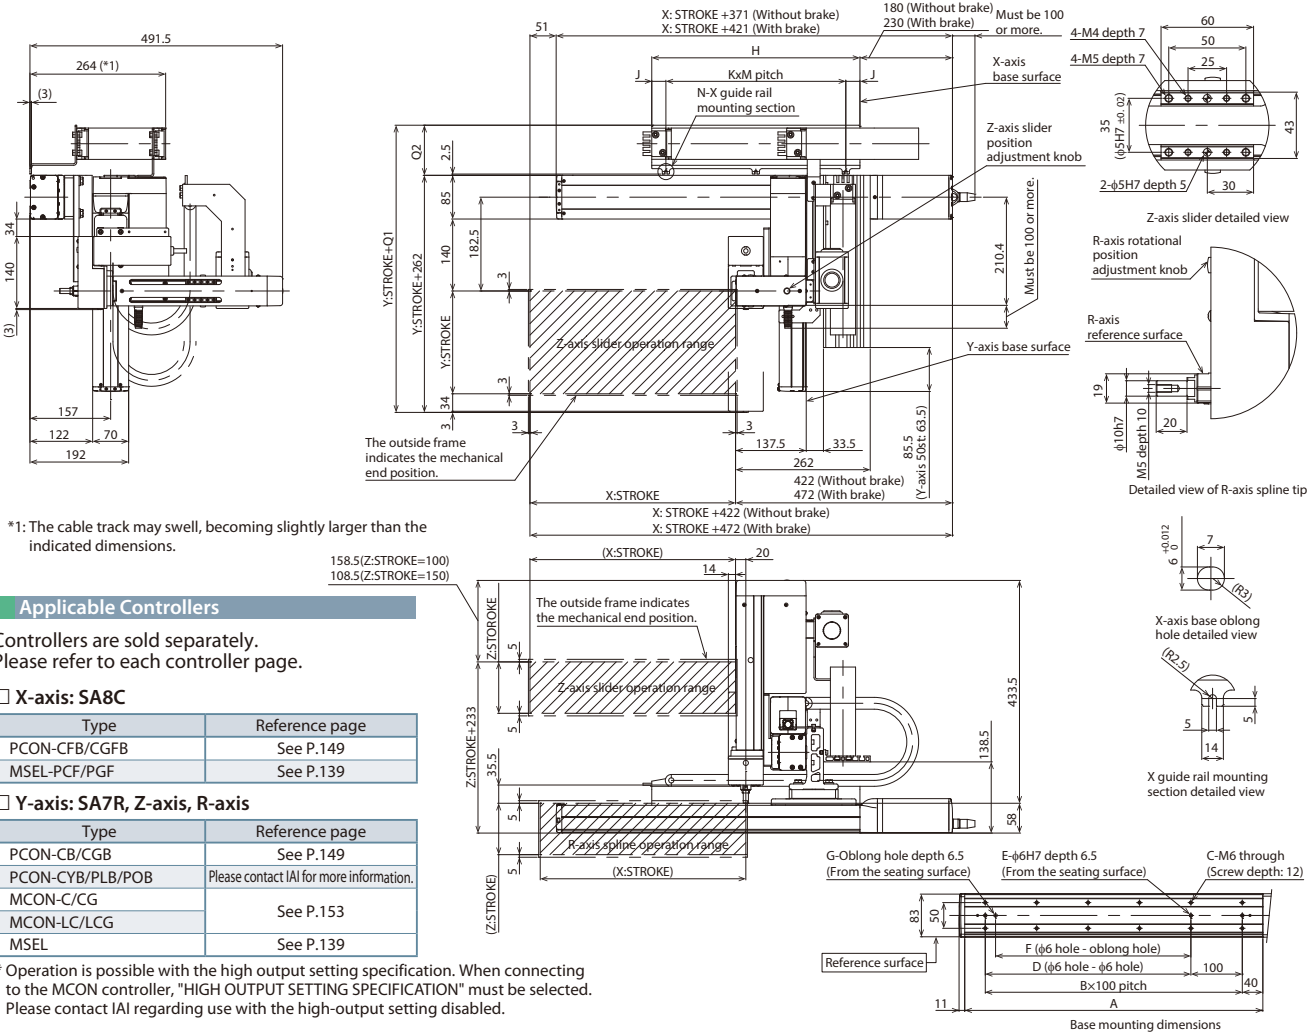 491.5
264 (*1)
(3)
34
140
(3)
157
122
70
192
51
X: STROKE +371 (Without brake)
X: STROKE +421 (With brake)
180 (Without brake)
230 (With brake)
Must be 100
or more.
H
J
KxM pitch
J
N-X guide rail
mounting section
X-axis
base surface
Z-axis slider
position
adjustment knob
Y:STROKE+Q1
Q2
2.5
85
Y:STROKE+262
140
182.5
3
Y:STROKE
3
34
3
Z-axis slider operation range
210.4
Must be 100 or more.
Y-axis base surface
The outside frame
indicates the mechanical
end position.
3
3
137.5
33.5
262
85.5
(Y-axis 50st: 63.5)
422 (Without brake)
472 (With brake)
X:STROKE
X: STROKE +422 (Without brake)
X: STROKE +472 (With brake)
60
50
25
4-M4 depth 7
4-M5 depth 7
35
(ϕ5H7 ±0.02)
43
2-ϕ5H7 depth 5
30
Z-axis slider detailed view
R-axis rotational
position
adjustment knob
R-axis
reference surface
19
ϕ10h7
M5 depth 10
20
Detailed view of R-axis spline tip
*1: The cable track may swell, becoming slightly larger than the
indicated dimensions.
6 +0.012 0
7
(R3)
X-axis base oblong
hole detailed view
(R2.5)
5
14
5
X guide rail mounting
section detailed view
158.5(Z:STROKE=100)
108.5(Z:STROKE=150)
(X:STROKE)
20
14
The outside frame indicates
the mechanical end position.
Z:STOROKE
5
Z-axis slider operation range
5
Z:STROKE+233
35.5
5
R-axis spline operation range
5
(Z:STROKE)
(X:STROKE)
433.5
138.5
58
Applicable Controllers
Controllers are sold separately.
Please refer to each controller page.
□ X-axis: SA8C
Type Reference page
PCON-CFB/CGFB See P.149
MSEL-PCF/PGF See P.139
□ Y-axis: SA7R, Z-axis, R-axis
Type Reference page
PCON-CB/CGB See P.149
PCON-CYB/PLB/POB Please contact IAI for more information.
MCON-C/CG
See P.153
MCON-LC/LCG
MSEL See P.139
* Operation is possible with the high output setting specification. When connecting
to the MCON controller, "HIGH OUTPUT SETTING SPECIFICATION" must be selected.
Please contact IAI regarding use with the high-output setting disabled.
G-Oblong hole depth 6.5
(From the seating surface)
E-ϕ6H7 depth 6.5
(From the seating surface)
C-M6 through
(Screw depth: 12)
83
50
Reference surface
F (ϕ6 hole - oblong hole)
D (ϕ6 hole - ϕ6 hole)
100
B×100 pitch
40
11
A
Base mounting dimensions